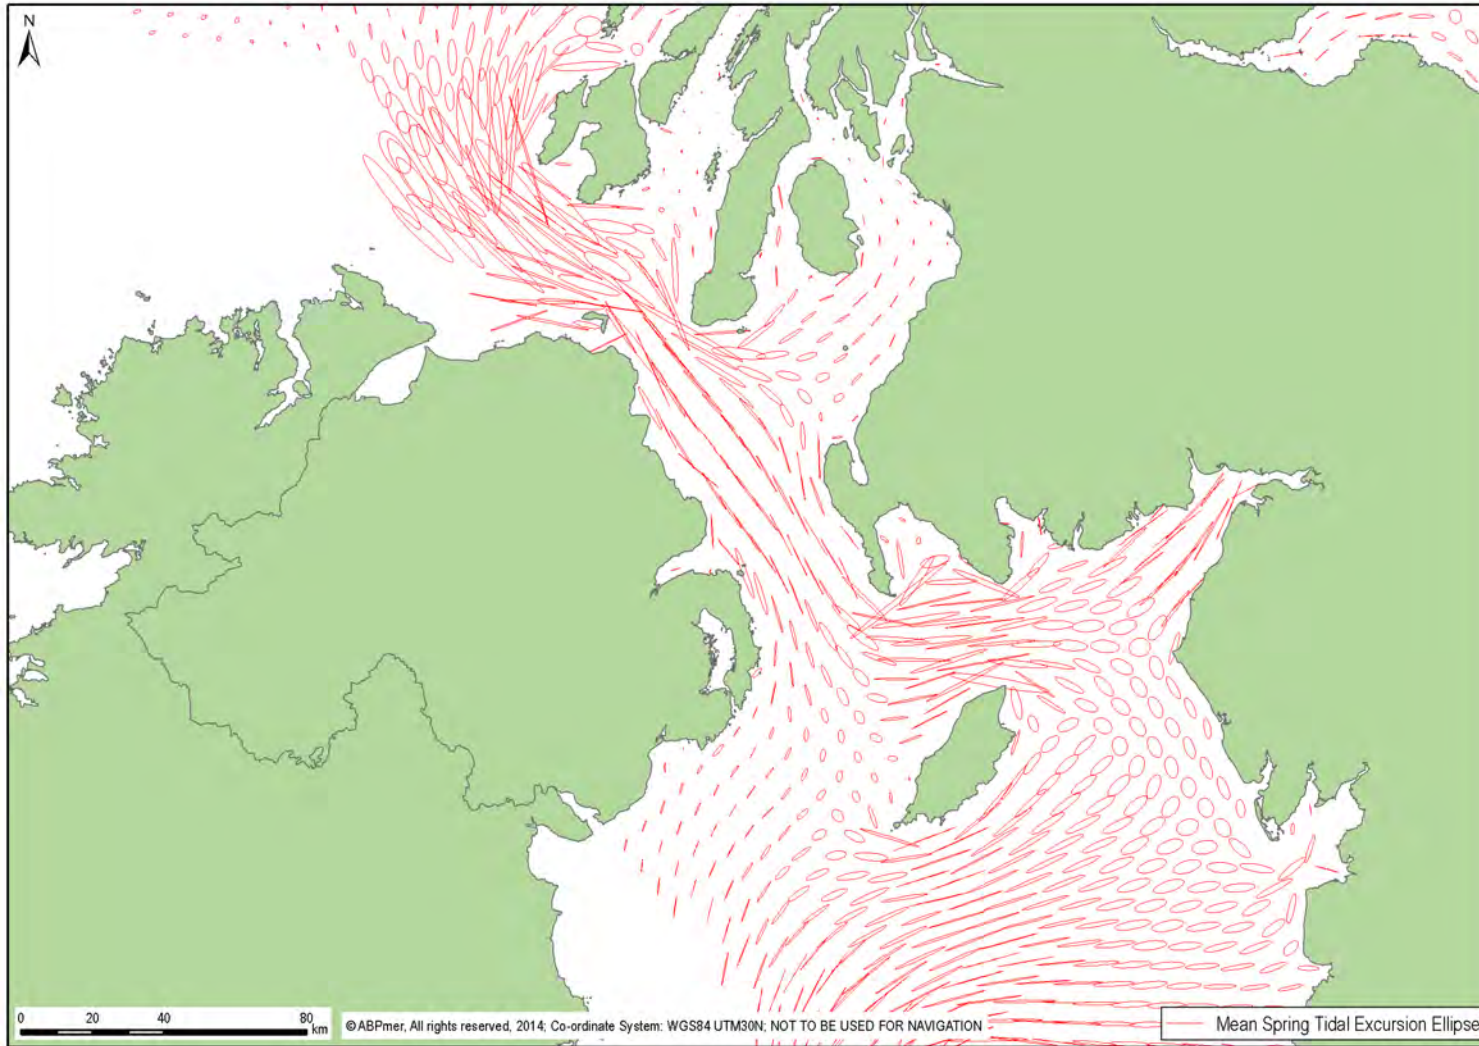 N
0 20 40 80
km
©ABPmer, All rights reserved, 2014; Co-ordinate System: WGS84 UTM30N; NOT TO BE USED FOR NAVIGATION
Mean Spring Tidal Excursion Ellipse